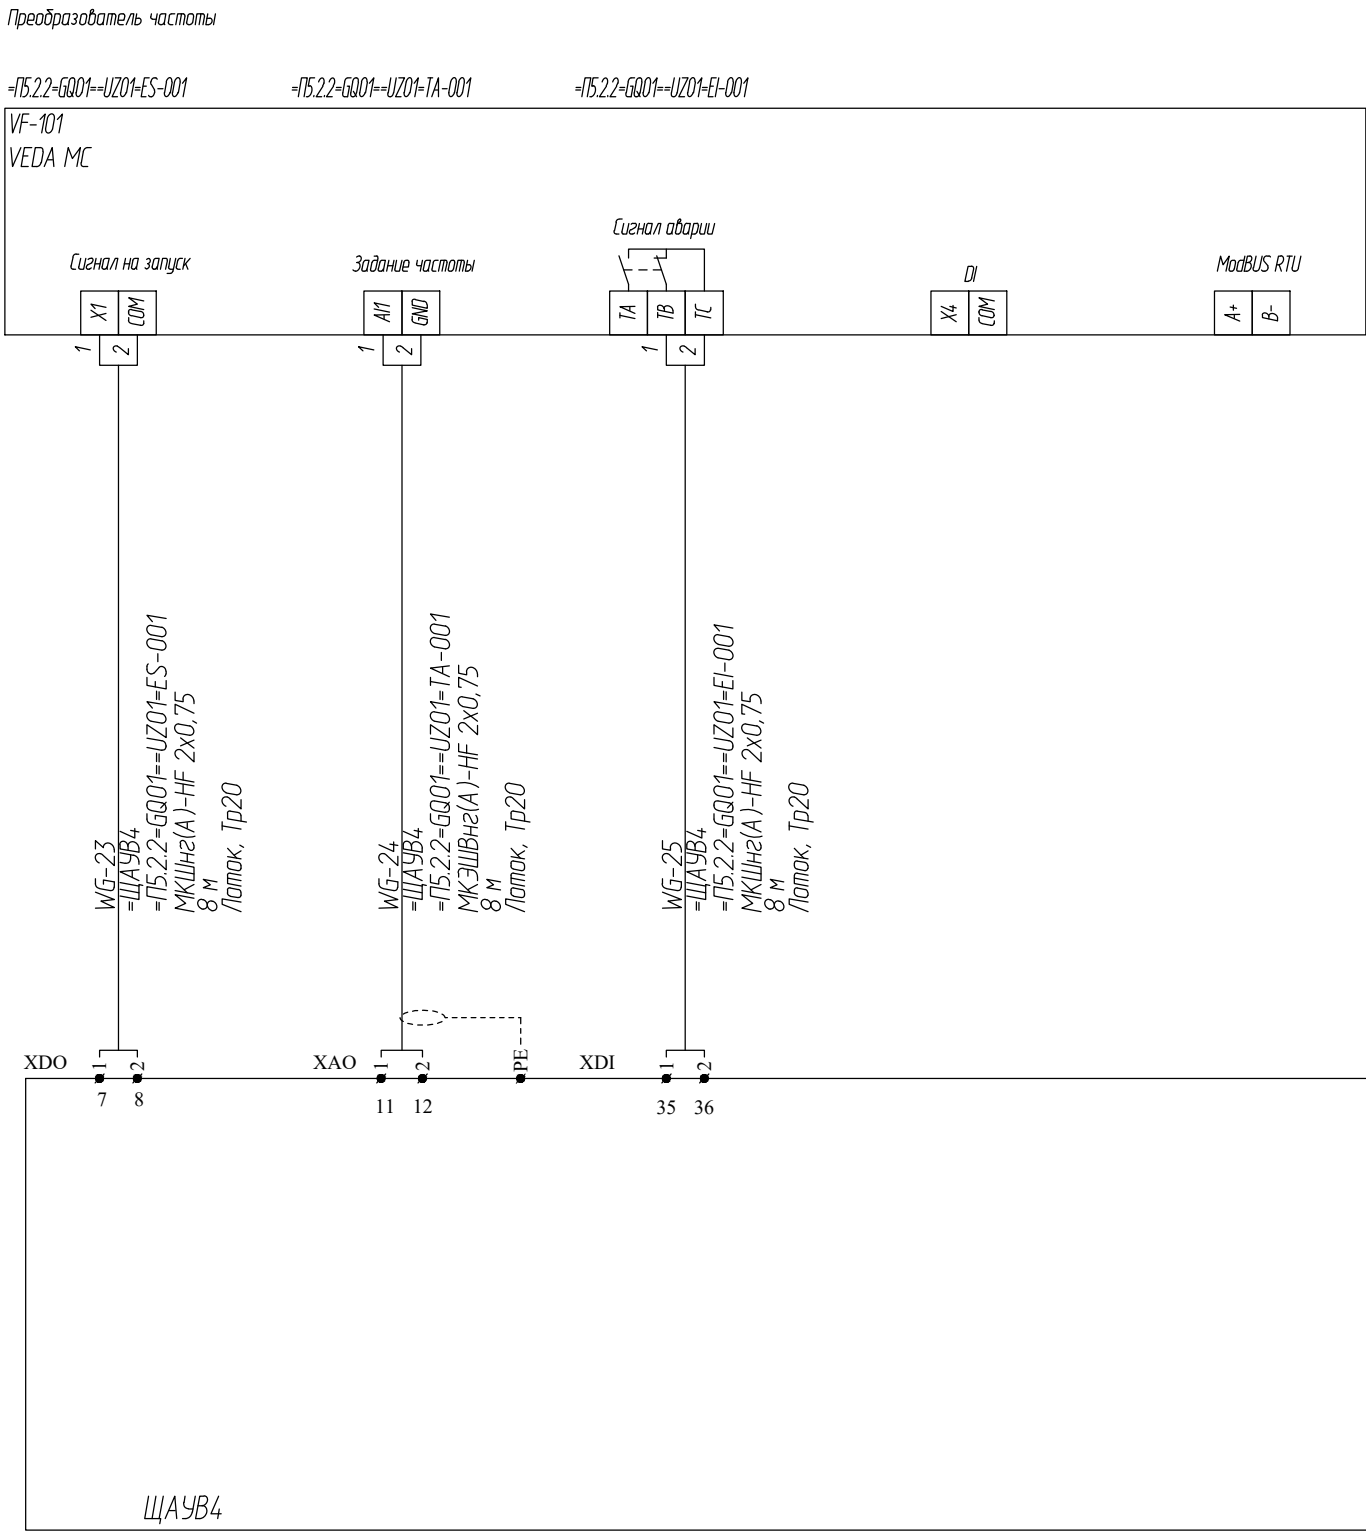 Преобразователь частоты
=П5.2.2=GQ01==UZ01=ES-001
=П5.2.2=GQ01==UZ01=TA-001
=П5.2.2=GQ01==UZ01=EI-001
VF-101
VEDA MC
Сигнал на запуск
Задание частоты
Сигнал аварии
DI
ModBUS RTU
X1 COM
AI1 GND
TA TB TC
X4 COM
A+ B-
1 2
1 2
1 2
WG-23
=ЩАУВ4
=П5.2.2=GQ01==UZ01=ES-001
МКШнг(А)-HF 2x0,75
8 м
Лоток, Тр20
WG-24
=ЩАУВ4
=П5.2.2=GQ01==UZ01=TA-001
МКЭШВнг(А)-HF 2x0,75
8 м
Лоток, Тр20
WG-25
=ЩАУВ4
=П5.2.2=GQ01==UZ01=EI-001
МКШнг(А)-HF 2x0,75
8 м
Лоток, Тр20
XDO 1 2
XAO 1 2 PE
XDI 1 2
7 8
11 12
35 36
ЩАУВ4